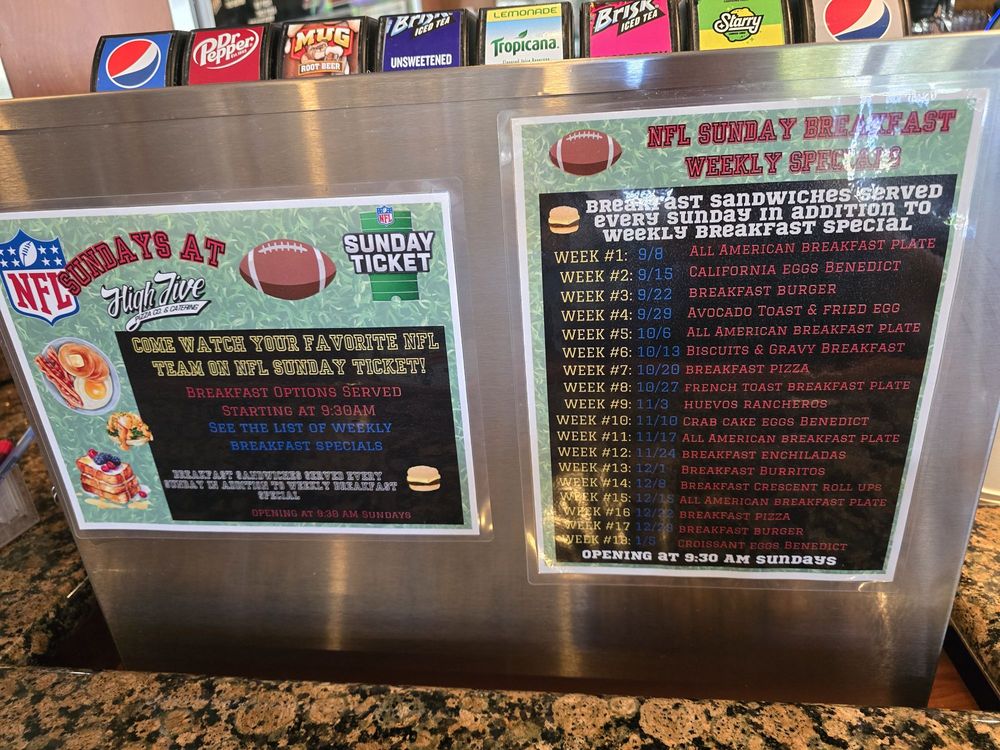 Dr Pepper
EST. 1885
MUG
ROOT BEER
BRISK
ICED TEA
UNSWEETENED
LEMONADE
Tropicana
BRISK
ICED TEA
Starry
NFL
SUNDAYS AT
High Five
PIZZA CO. & CATERING
NFL
SUNDAY
TICKET
COME WATCH YOUR FAVORITE NFL
TEAM ON NFL SUNDAY TICKET!
BREAKFAST OPTIONS SERVED
STARTING AT 9:30AM
SEE THE LIST OF WEEKLY
BREAKFAST SPECIALS
BREAKFAST SANDWICHES SERVED EVERY
SUNDAY IN ADDITION TO WEEKLY BREAKFAST
SPECIAL
OPENING AT 9:30 AM SUNDAYS
NFL SUNDAY BREAKFAST
WEEKLY SPECIALS
BREAKFAST SANDWICHES SERVED
EVERY SUNDAY IN ADDITION TO
WEEKLY BREAKFAST SPECIAL
WEEK #1: 9/8 ALL AMERICAN BREAKFAST PLATE
WEEK #2: 9/15 CALIFORNIA EGGS BENEDICT
WEEK #3: 9/22 BREAKFAST BURGER
WEEK #4: 9/29 AVOCADO TOAST & FRIED EGG
WEEK #5: 10/6 ALL AMERICAN BREAKFAST PLATE
WEEK #6: 10/13 BISCUITS & GRAVY BREAKFAST
WEEK #7: 10/20 BREAKFAST PIZZA
WEEK #8: 10/27 FRENCH TOAST BREAKFAST PLATE
WEEK #9: 11/3 HUEVOS RANCHEROS
WEEK #10: 11/10 CRAB CAKE EGGS BENEDICT
WEEK #11: 11/17 ALL AMERICAN BREAKFAST PLATE
WEEK #12: 11/24 BREAKFAST ENCHILADAS
WEEK #13: 12/1 BREAKFAST BURRITOS
WEEK #14: 12/8 BREAKFAST CRESCENT ROLL UPS
WEEK #15: 12/15 ALL AMERICAN BREAKFAST PLATE
WEEK #16 12/22 BREAKFAST PIZZA
WEEK #17 12/29 BREAKFAST BURGER
WEEK #18: 1/5 CROISSANT EGGS BENEDICT
OPENING AT 9:30 AM SUNDAYS